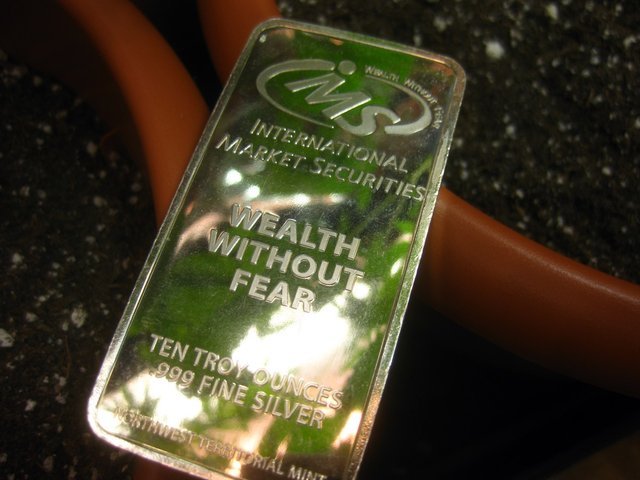 WEALTH WITHOUT FEAR
iMS
INTERNATIONAL
MARKET SECURITIES
WEALTH
WITHOUT
FEAR
TEN TROY OUNCES
.999 FINE SILVER
NORTHWEST TERRITORIAL MINT